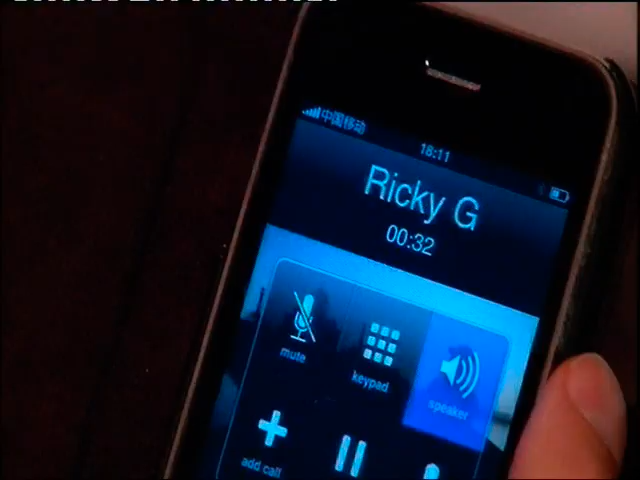 中国移动
18:11
Ricky G
00:32
mute
keypad
speaker
add call